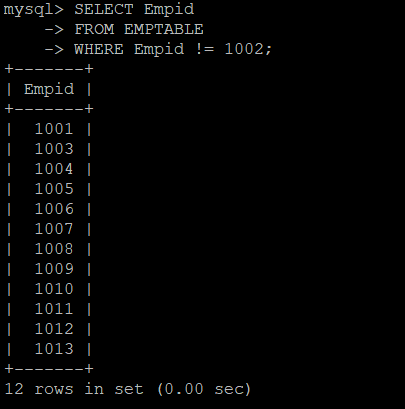 mysql> SELECT Empid
    -> FROM EMPTABLE
    -> WHERE Empid != 1002;
+-------+
| Empid |
+-------+
|  1001 |
|  1003 |
|  1004 |
|  1005 |
|  1006 |
|  1007 |
|  1008 |
|  1009 |
|  1010 |
|  1011 |
|  1012 |
|  1013 |
+-------+
12 rows in set (0.00 sec)